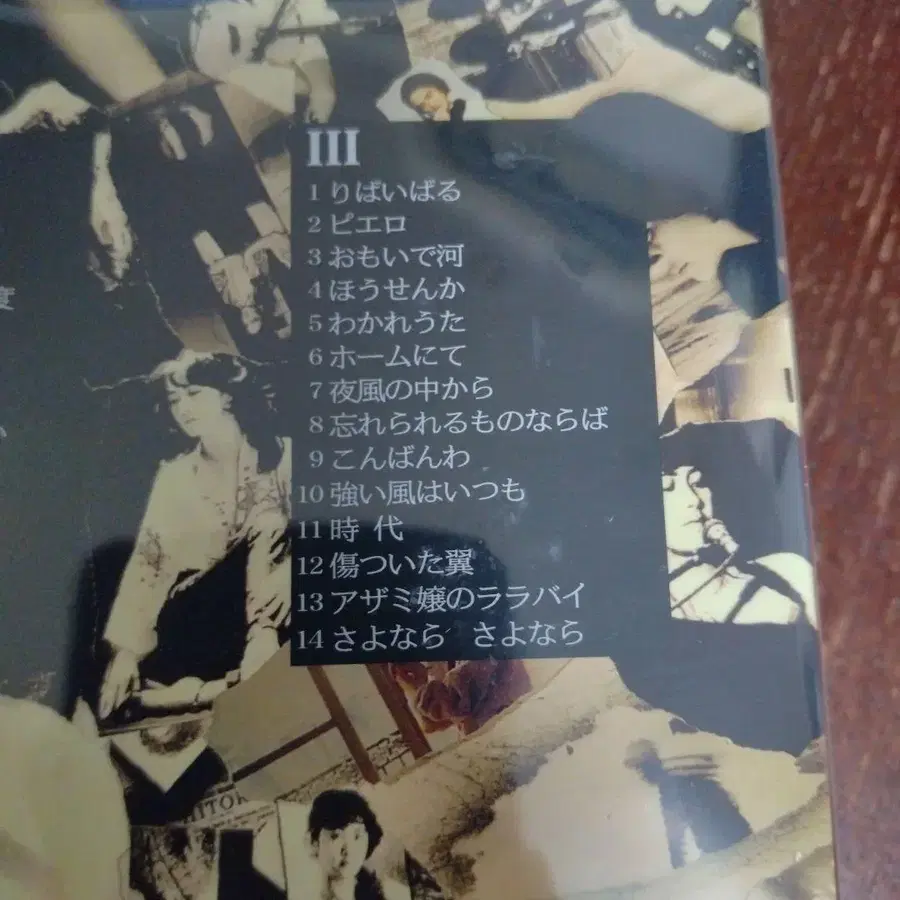 III
1 りばいばる
2 ピエロ
3 おもいで河
4 ほうせんか
5 わかれうた
6 ホームにて
7 夜風の中から
8 忘れられるものならば
9 こんばんわ
10 強い風はいつも
11 時 代
12 傷ついた翼
13 アザミ嬢のララバイ
14 さよなら さよなら